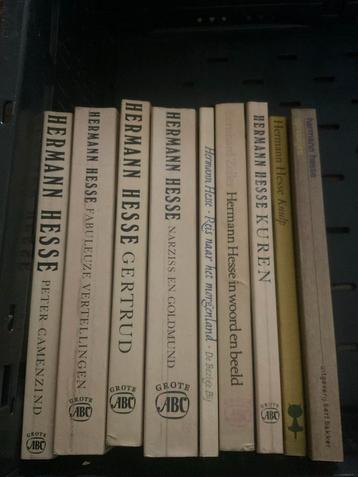 HERMANN HESSE PETER CAMENZIND
GROTE
ABC
HERMANN HESSE FABULEUZE VERTELLINGEN
GROTE
ABC
HERMANN HESSE GERTRUD
GROTE
ABC
HERMANN HESSE NARZISS EN GOLDMUND
GROTE
ABC
Hermann Hesse - Reis naar het morgenland - De Bezige Bij
Hermann Hesse in woord en beeld
HERMANN HESSE KUREN
GROTE
ABC
Hermann Hesse Knulp
hermann hesse
uitgeverij bert bakker